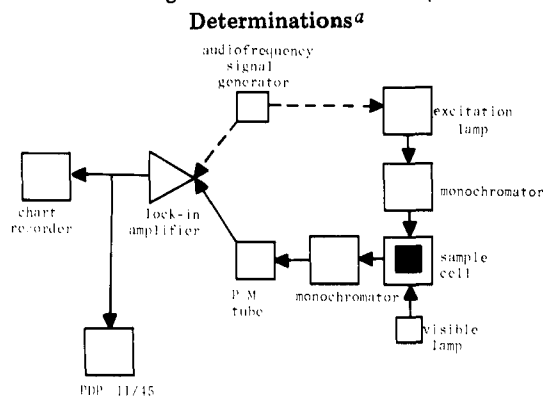 Determinations a
audiofrequency
signal
generator
excitation
lamp
monochromator
chart
recorder
lock-in
amplifier
sample
cell
P M
tube
monochromator
visible
lamp
PDP 11/45